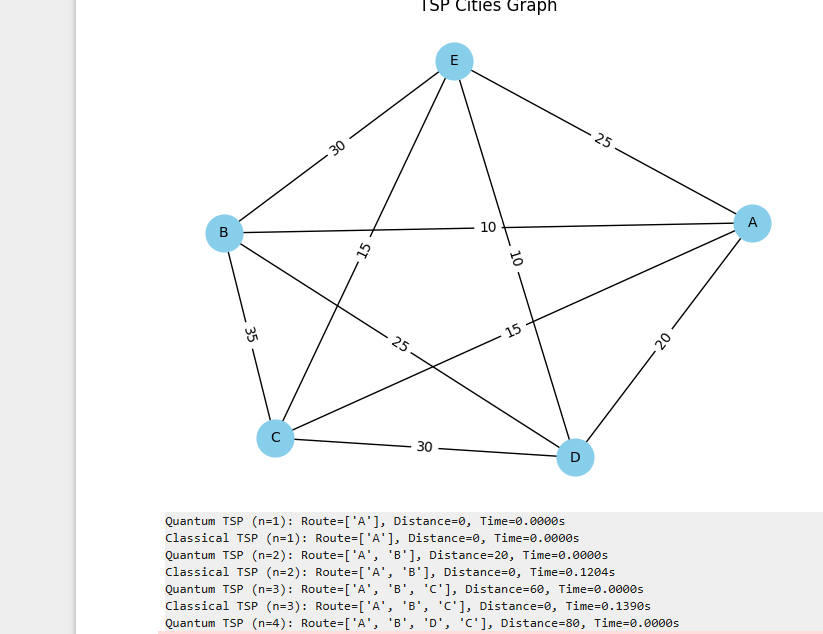 TSP Cities Graph
E
30
25
B
10
A
15
10
35
25
15
20
C
30
D
Quantum TSP (n=1): Route=['A'], Distance=0, Time=0.0000s
Classical TSP (n=1): Route=['A'], Distance=0, Time=0.0000s
Quantum TSP (n=2): Route=['A', 'B'], Distance=20, Time=0.0000s
Classical TSP (n=2): Route=['A', 'B'], Distance=0, Time=0.1204s
Quantum TSP (n=3): Route=['A', 'B', 'C'], Distance=60, Time=0.0000s
Classical TSP (n=3): Route=['A', 'B', 'C'], Distance=0, Time=0.1390s
Quantum TSP (n=4): Route=['A', 'B', 'D', 'C'], Distance=80, Time=0.0000s